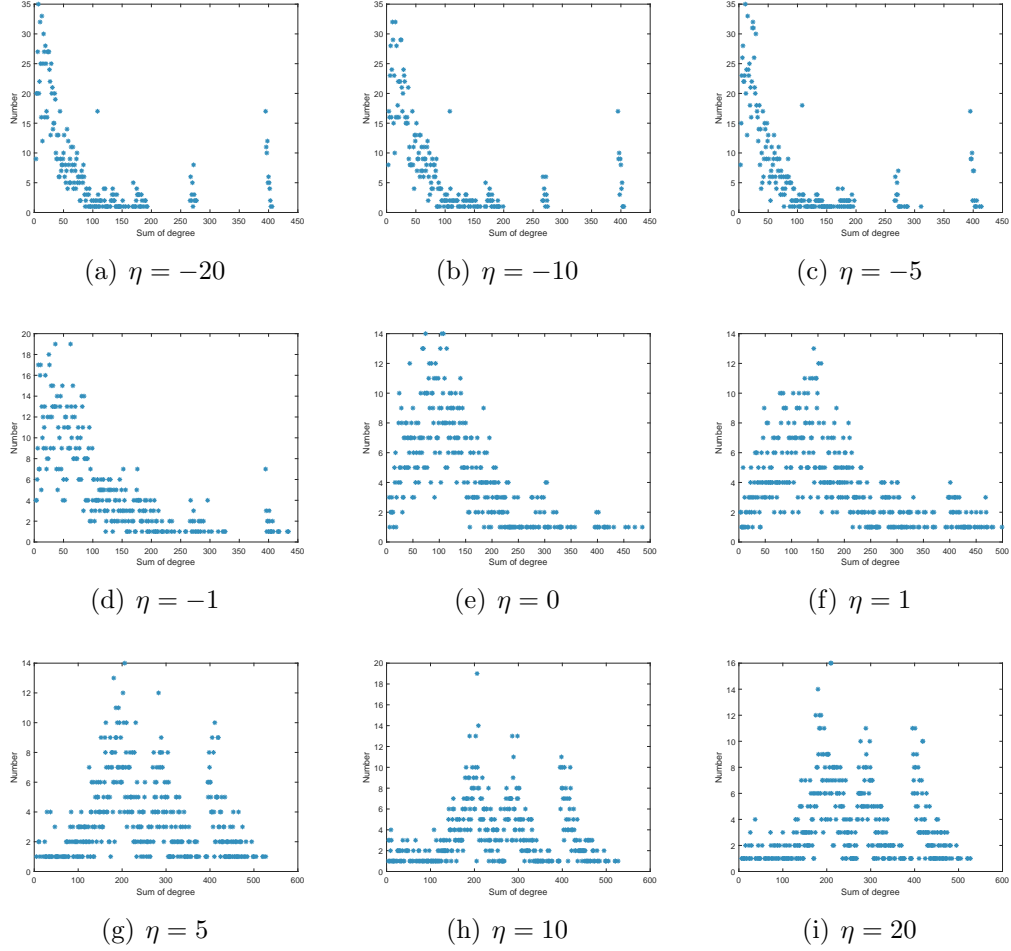 35
30
25
20
15
10
5
0
Number
0 50 100 150 200 250 300 350 400 450
Sum of degree
(a) η = −20
35
30
25
20
15
10
5
0
Number
0 50 100 150 200 250 300 350 400 450
Sum of degree
(b) η = −10
35
30
25
20
15
10
5
0
Number
0 50 100 150 200 250 300 350 400 450
Sum of degree
(c) η = −5
20
18
16
14
12
10
8
6
4
2
0
Number
0 50 100 150 200 250 300 350 400 450
Sum of degree
(d) η = −1
14
12
10
8
6
4
2
0
Number
0 50 100 150 200 250 300 350 400 450 500
Sum of degree
(e) η = 0
14
12
10
8
6
4
2
0
Number
0 50 100 150 200 250 300 350 400 450 500
Sum of degree
(f) η = 1
14
12
10
8
6
4
2
0
Number
0 100 200 300 400 500 600
Sum of degree
(g) η = 5
20
18
16
14
12
10
8
6
4
2
0
Number
0 100 200 300 400 500 600
Sum of degree
(h) η = 10
16
14
12
10
8
6
4
2
0
Number
0 100 200 300 400 500 600
Sum of degree
(i) η = 20